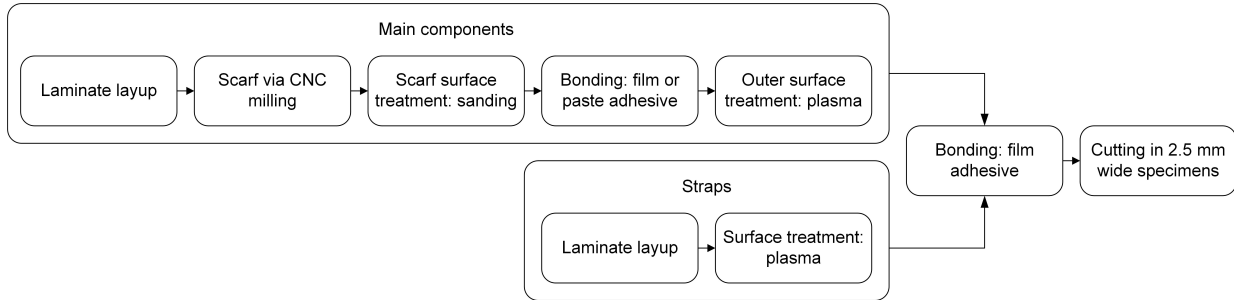 Main components
Laminate layup
Scarf via CNC
milling
Scarf surface
treatment: sanding
Bonding: film or
paste adhesive
Outer surface
treatment: plasma
Straps
Laminate layup
Surface treatment:
plasma
Bonding: film
adhesive
Cutting in 2.5 mm
wide specimens